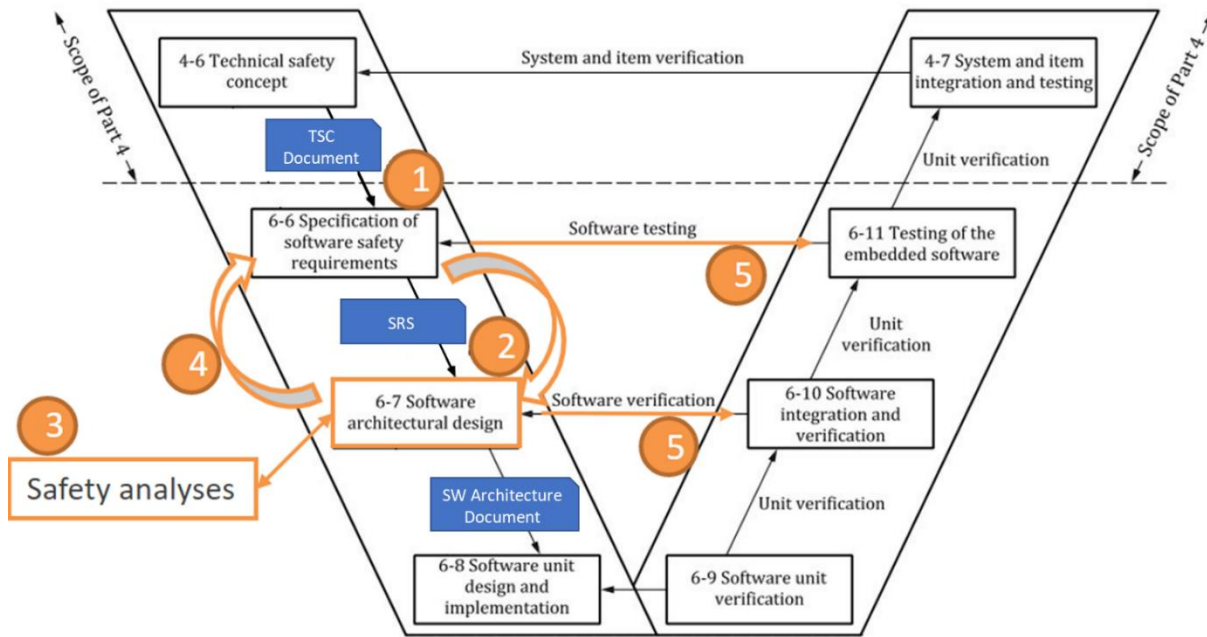 ← Scope of Part 4 →
4-6 Technical safety
concept
System and item verification
4-7 System and item
integration and testing
← Scope of Part 4 →
TSC
Document
1
Unit verification
6-6 Specification of
software safety
requirements
Software testing
5
6-11 Testing of the
embedded software
SRS
2
4
Unit
verification
6-7 Software
architectural design
Software verification
5
6-10 Software
integration and
verification
3
Safety analyses
SW Architecture
Document
Unit verification
6-8 Software unit
design and
implementation
6-9 Software unit
verification